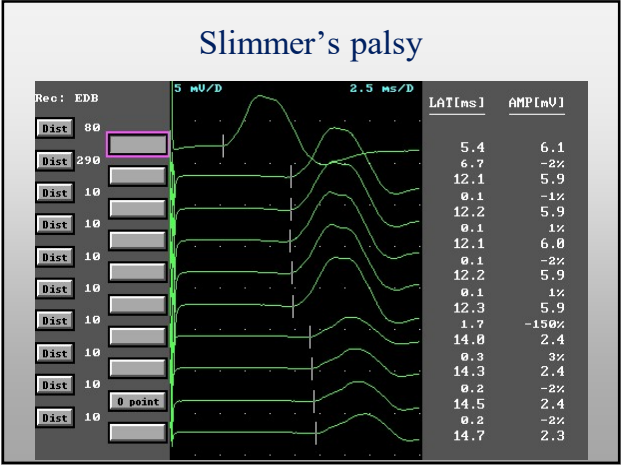 Slimmer's palsy
5 mV/D 2.5 ms/D
Rec: EDB
LAT[ms] AMP[mV]
Dist 80
5.4 6.1
Dist 290
6.7 -2%
12.1 5.9
Dist 10
0.1 -1%
12.2 5.9
Dist 10
0.1 1%
12.1 6.0
Dist 10
0.1 -2%
12.2 5.9
Dist 10
0.1 1%
12.3 5.9
Dist 10
1.7 -150%
14.0 2.4
Dist 10
0.3 3%
14.3 2.4
Dist 10
0.2 -2%
0 point
14.5 2.4
Dist 10
0.2 -2%
14.7 2.3